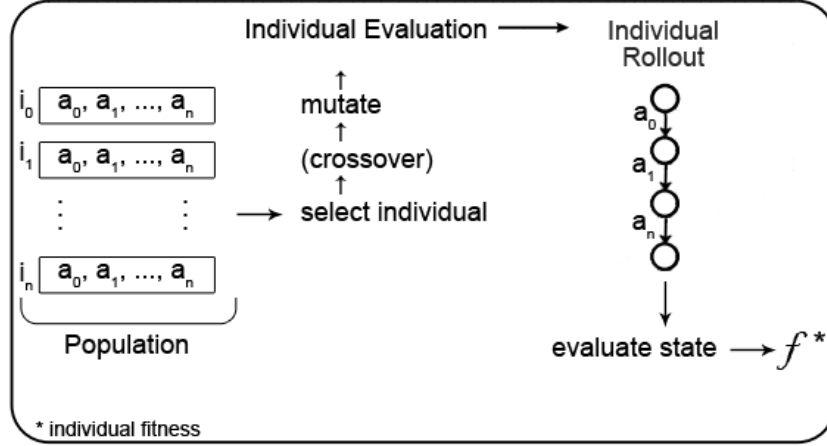 Individual Evaluation
Individual
Rollout
i₀ a₀, a₁, ..., aₙ
mutate
a₀
i₁ a₀, a₁, ..., aₙ
(crossover)
a₁
select individual
aₙ
iₙ a₀, a₁, ..., aₙ
Population
evaluate state
f *
* individual fitness